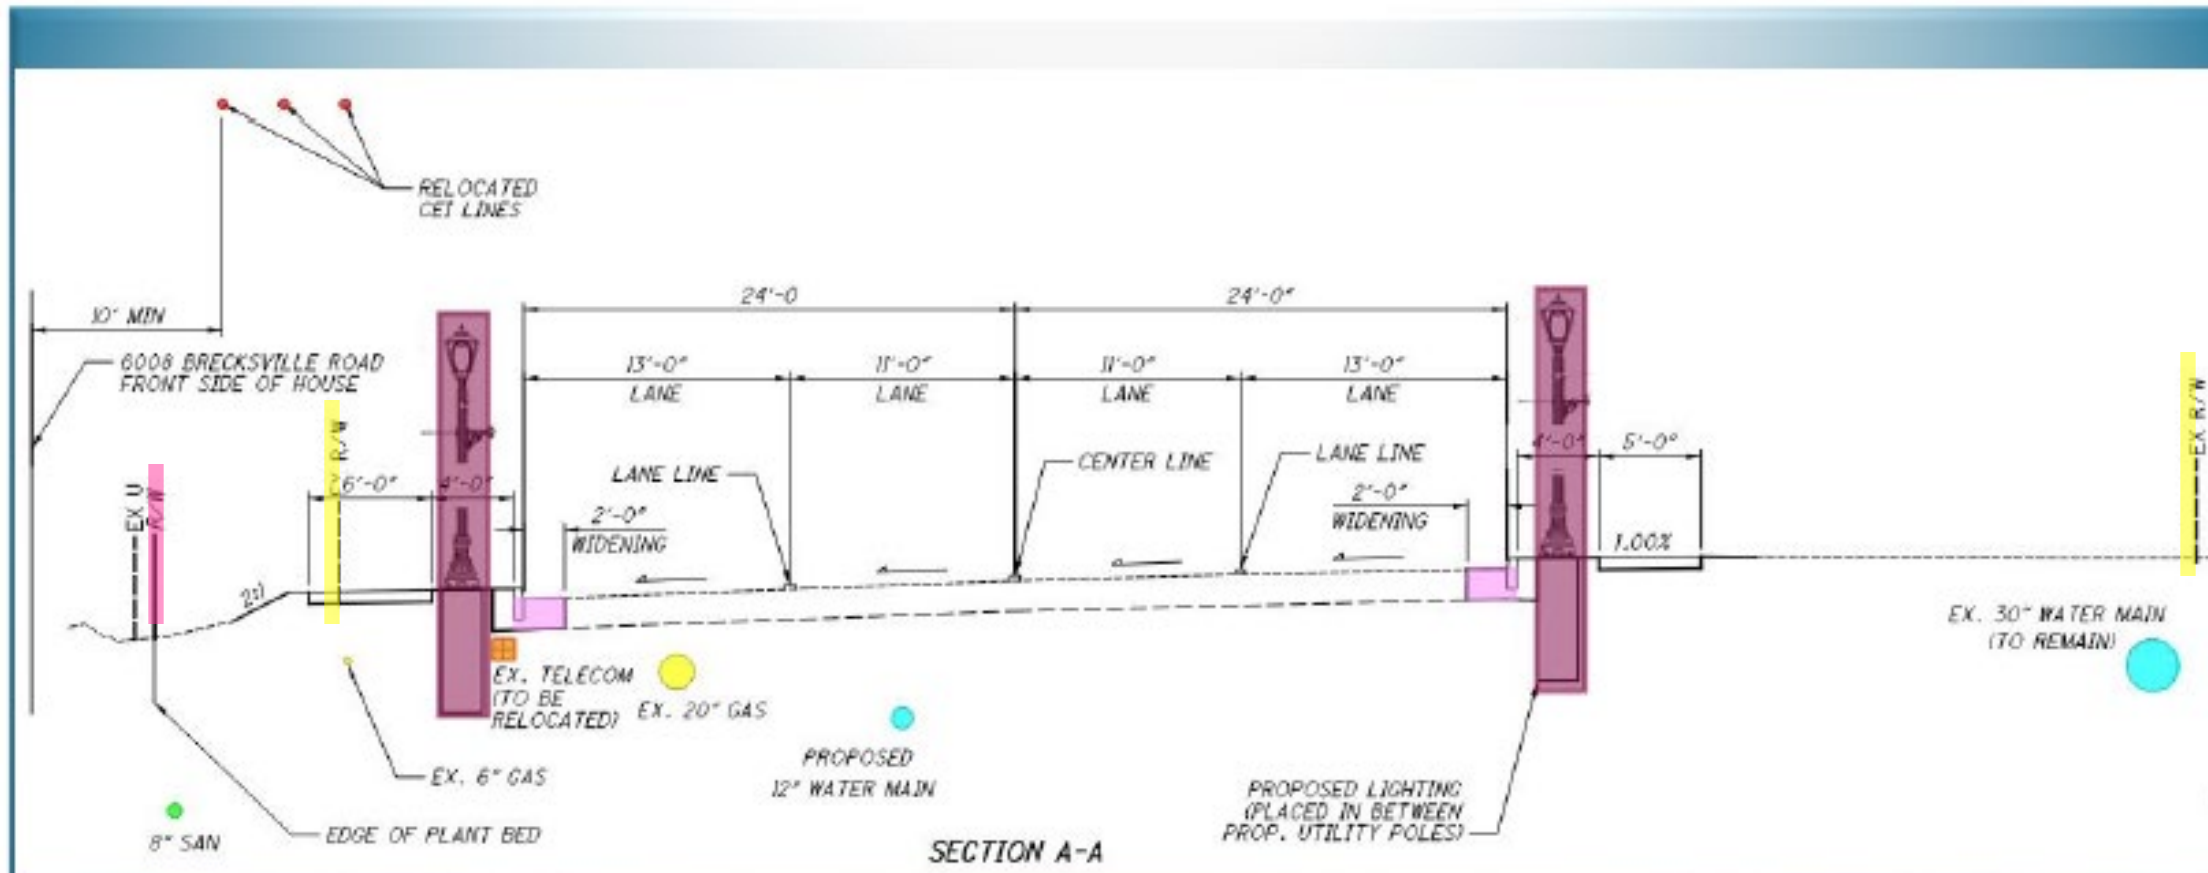 RELOCATED
CEI LINES
24'-0
24'-0"
10' MIN
6008 BRECKSVILLE ROAD
FRONT SIDE OF HOUSE
13'-0"
LANE
11'-0"
LANE
11'-0"
LANE
13'-0"
LANE
EX U
R/W
EX R/W
6'-0"
4'-0"
LANE LINE
CENTER LINE
LANE LINE
4'-0"
5'-0"
EX R/W
2'-0"
WIDENING
2'-0"
WIDENING
1.00%
2:1
EX. TELECOM
(TO BE
RELOCATED)
EX. 20" GAS
EX. 30" WATER MAIN
(TO REMAIN)
EX. 6" GAS
PROPOSED
12" WATER MAIN
PROPOSED LIGHTING
(PLACED IN BETWEEN
PROP. UTILITY POLES)
8" SAN
EDGE OF PLANT BED
SECTION A-A